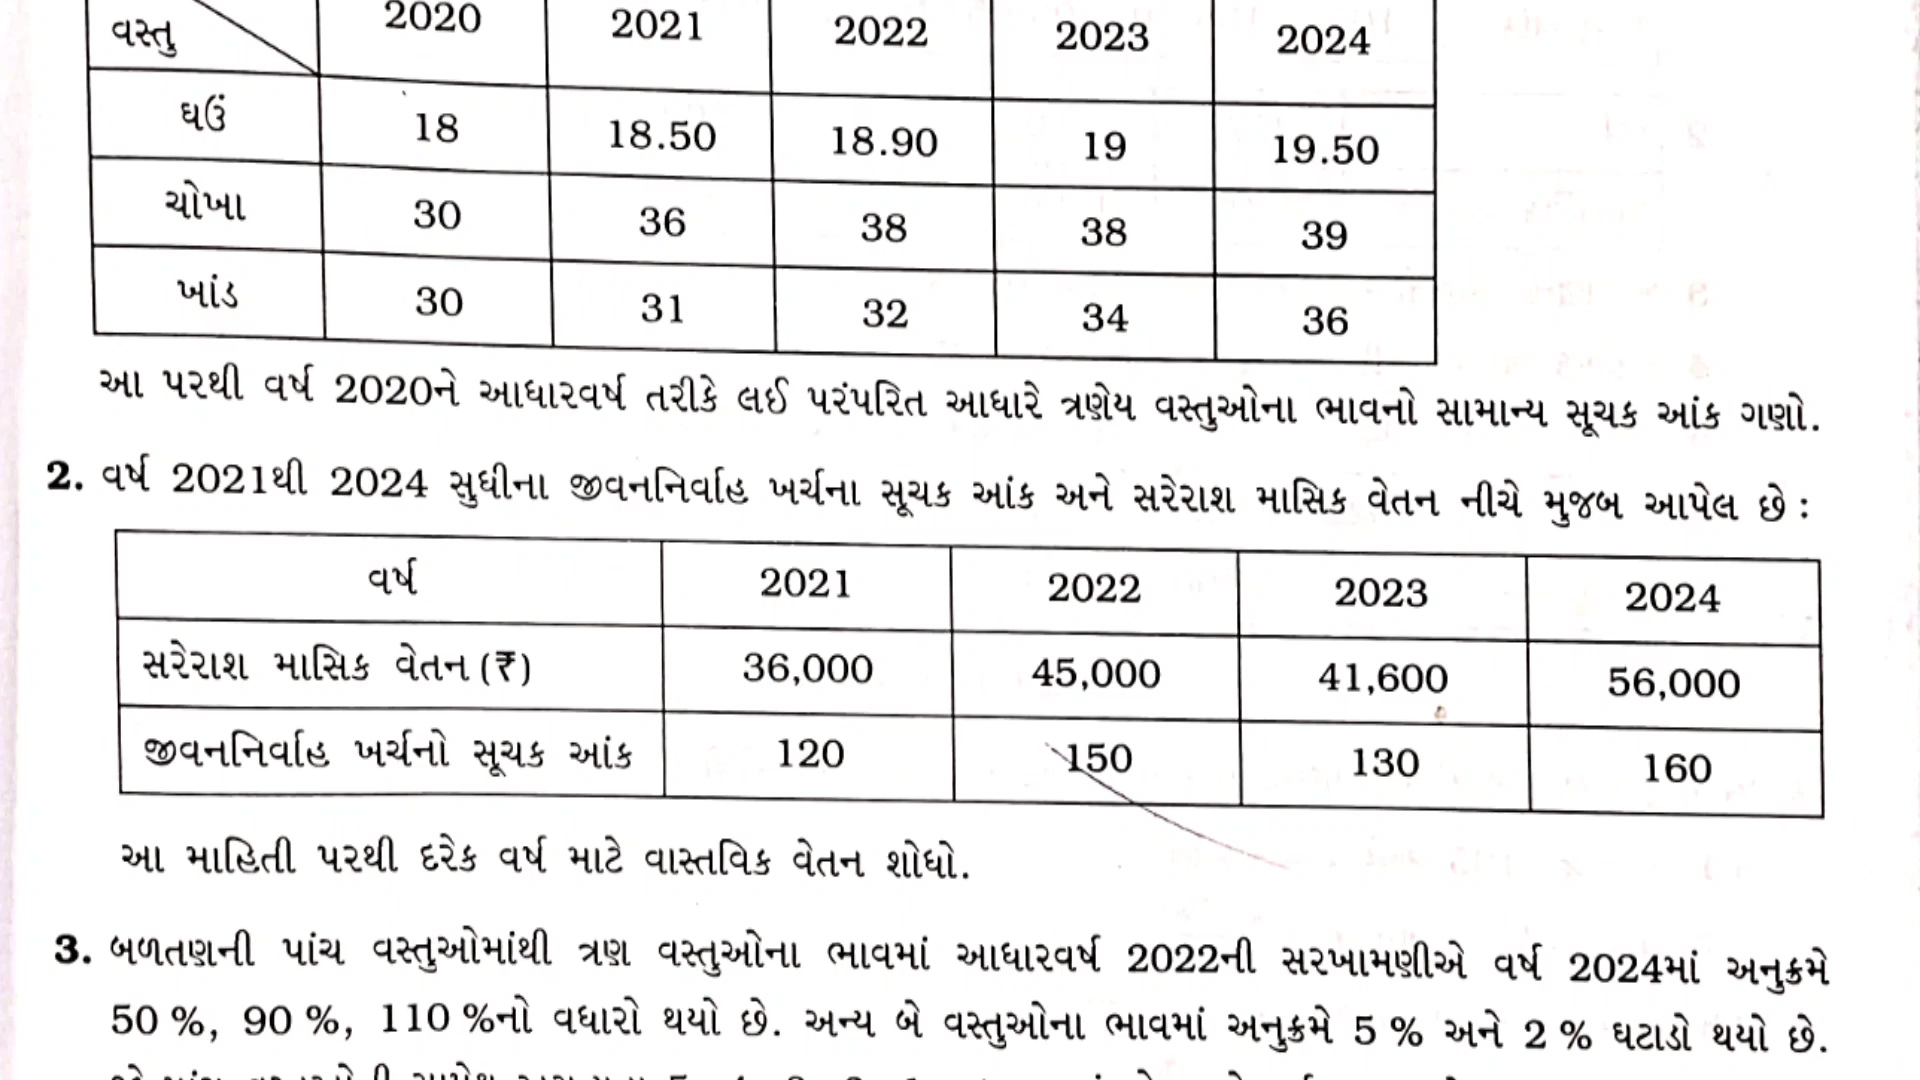 વસ્તુ 2020 2021 2022 2023 2024
ઘઉં 18 18.50 18.90 19 19.50
ચોખા 30 36 38 38 39
ખાંડ 30 31 32 34 36
આ પરથી વર્ષ 2020ને આધારવર્ષ તરીકે લઈ પરંપરિત આધારે ત્રણેય વસ્તુઓના ભાવનો સામાન્ય સૂચક આંક ગણો.
2. વર્ષ 2021થી 2024 સુધીના જીવનનિર્વાહ ખર્ચના સૂચક આંક અને સરેરાશ માસિક વેતન નીચે મુજબ આપેલ છે :
વર્ષ 2021 2022 2023 2024
સરેરાશ માસિક વેતન (₹) 36,000 45,000 41,600 56,000
જીવનનિર્વાહ ખર્ચનો સૂચક આંક 120 150 130 160
આ માહિતી પરથી દરેક વર્ષ માટે વાસ્તવિક વેતન શોધો.
3. બળતણની પાંચ વસ્તુઓમાંથી ત્રણ વસ્તુઓના ભાવમાં આધારવર્ષ 2022ની સરખામણીએ વર્ષ 2024માં અનુક્રમે
50 %, 90 %, 110 %નો વધારો થયો છે. અન્ય બે વસ્તુઓના ભાવમાં અનુક્રમે 5 % અને 2 % ઘટાડો થયો છે.